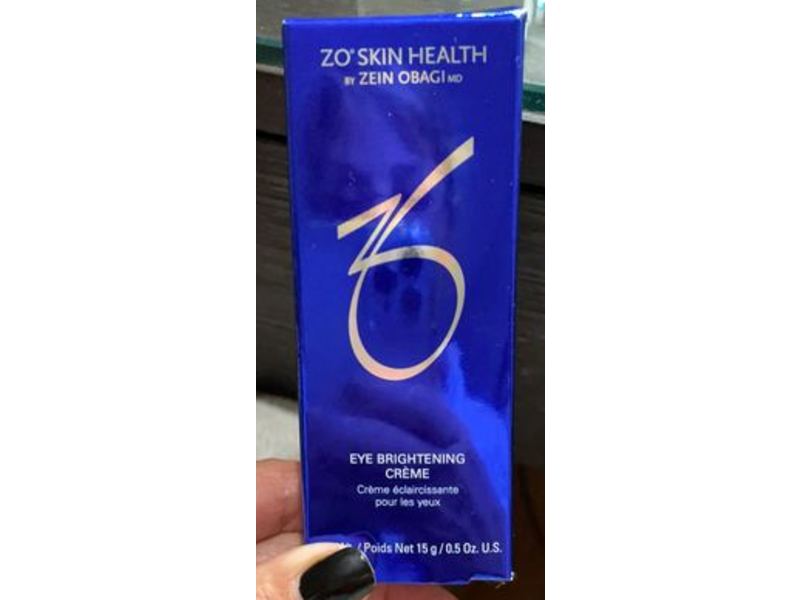 ZO® SKIN HEALTH
BY ZEIN OBAGI MD
EYE BRIGHTENING
CRÈME
Crème éclaircissante
pour les yeux
/ Poids Net 15 g / 0.5 Oz. U.S.